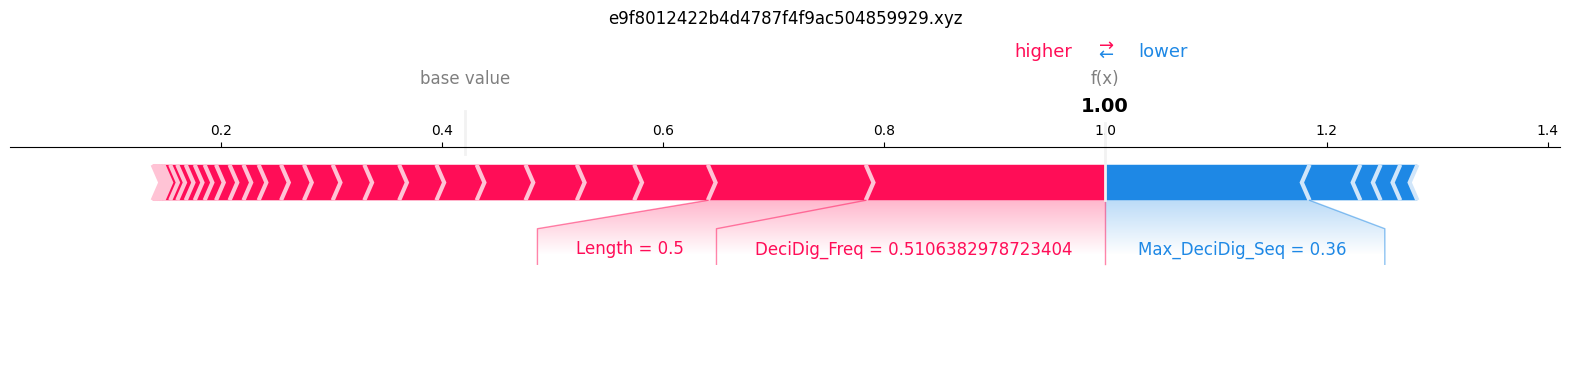 e9f8012422b4d4787f4f9ac504859929.xyz
higher ⇄ lower
base value f(x)
1.00
0.2 0.4 0.6 0.8 1.0 1.2 1.4
Length = 0.5 DeciDig_Freq = 0.5106382978723404 Max_DeciDig_Seq = 0.36